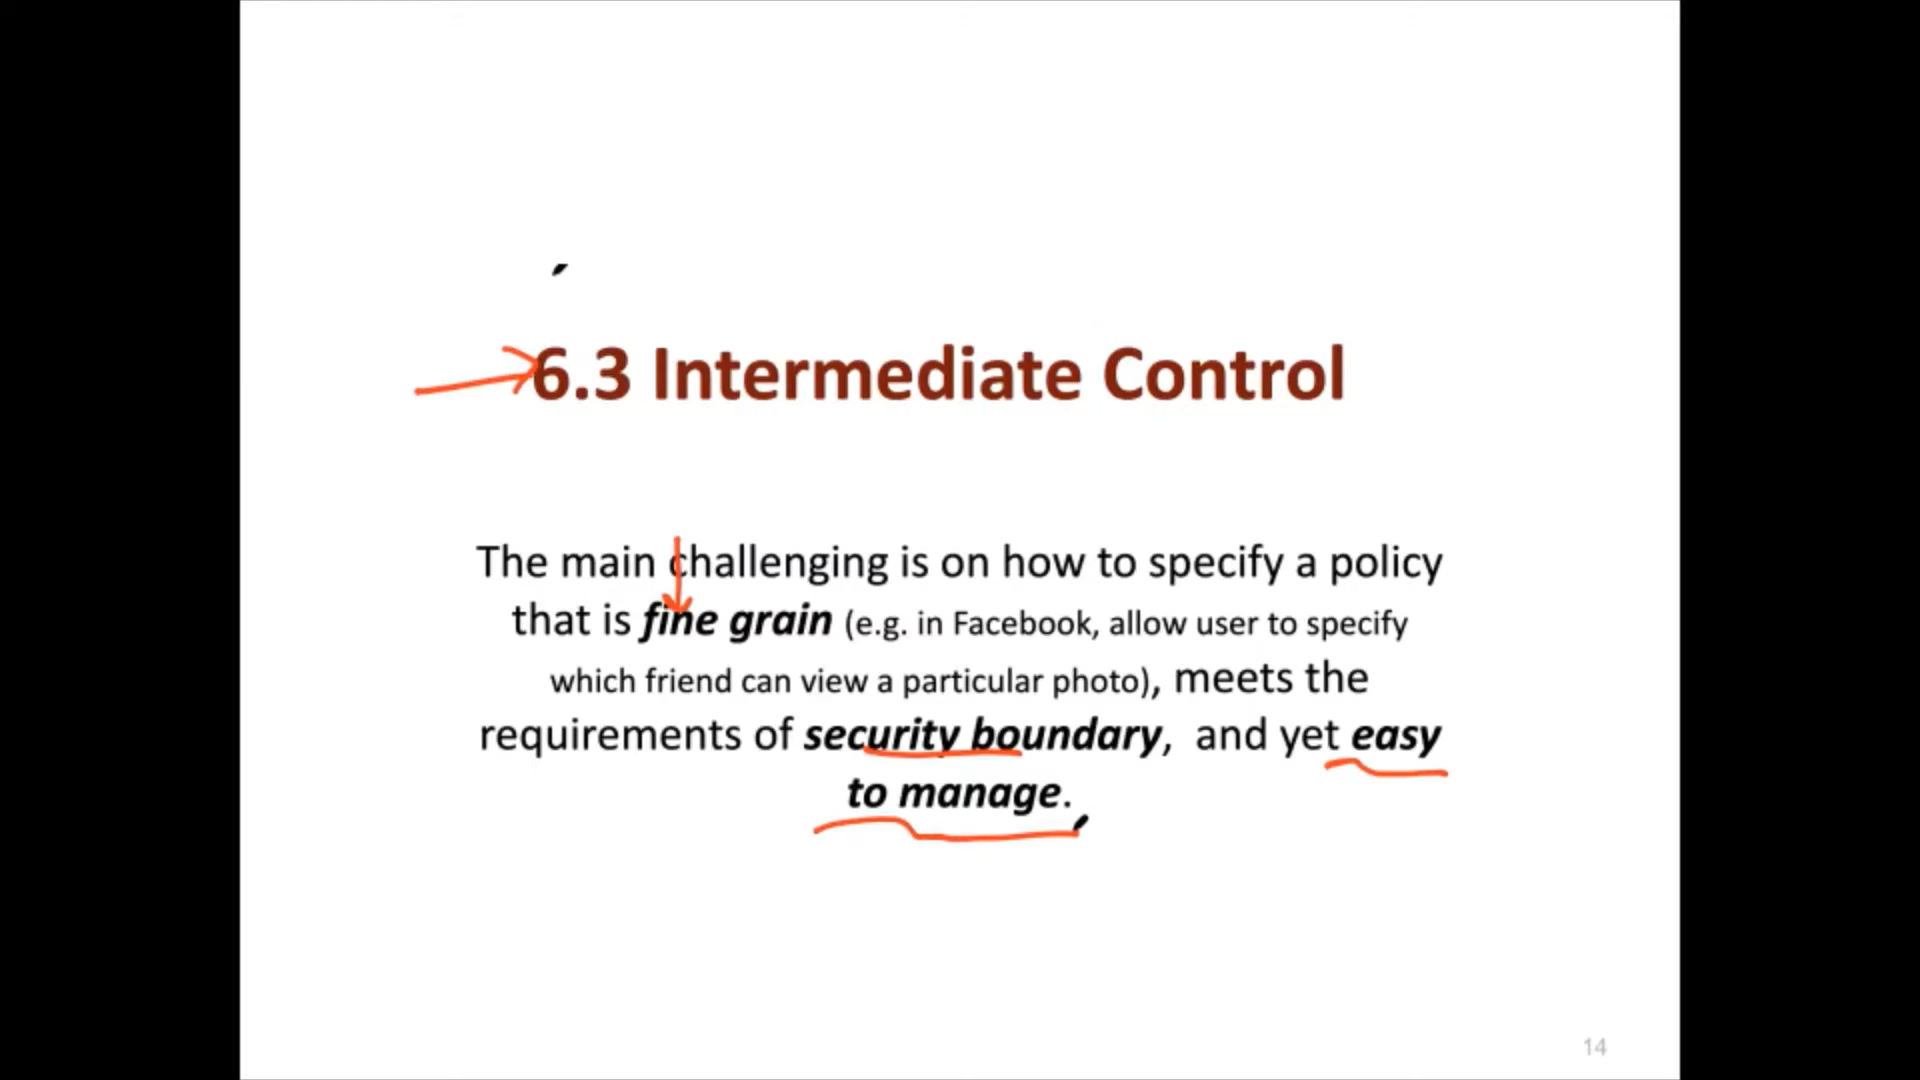 6.3 Intermediate Control
The main challenging is on how to specify a policy
that is fine grain (e.g. in Facebook, allow user to specify
which friend can view a particular photo), meets the
requirements of security boundary, and yet easy
to manage.
14